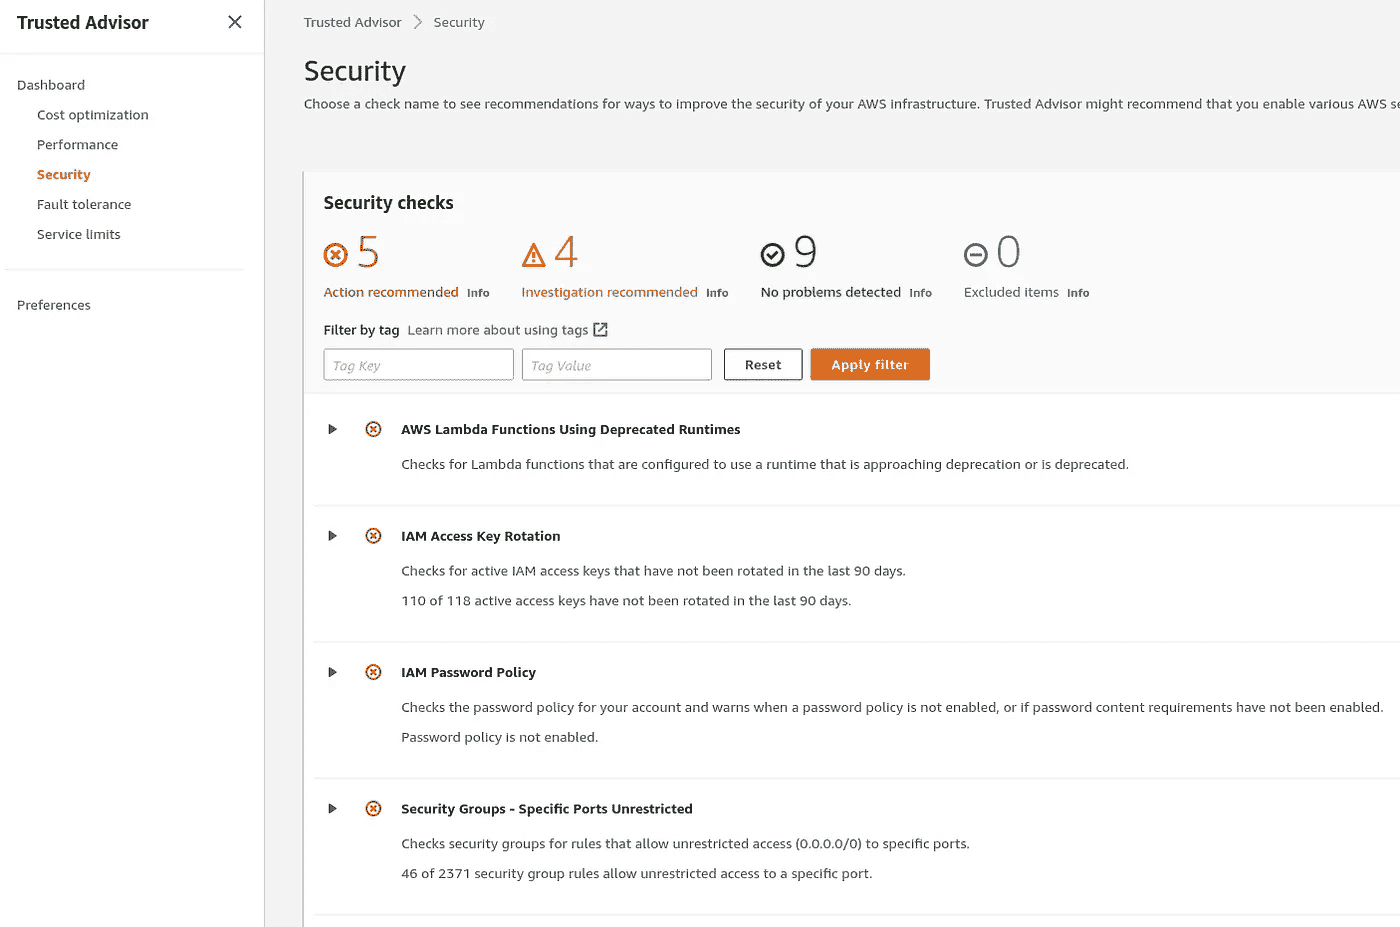 Trusted Advisor
Dashboard
Cost optimization
Performance
Security
Fault tolerance
Service limits
Preferences
Trusted Advisor > Security
Security
Choose a check name to see recommendations for ways to improve the security of your AWS infrastructure. Trusted Advisor might recommend that you enable various AWS
Security checks
5
Action recommended Info
4
Investigation recommended Info
9
No problems detected Info
0
Excluded items Info
Filter by tag Learn more about using tags
Tag Key
Tag Value
Reset
Apply filter
AWS Lambda Functions Using Deprecated Runtimes
Checks for Lambda functions that are configured to use a runtime that is approaching deprecation or is deprecated.
IAM Access Key Rotation
Checks for active IAM access keys that have not been rotated in the last 90 days.
110 of 118 active access keys have not been rotated in the last 90 days.
IAM Password Policy
Checks the password policy for your account and warns when a password policy is not enabled, or if password content requirements have not been enabled.
Password policy is not enabled.
Security Groups - Specific Ports Unrestricted
Checks security groups for rules that allow unrestricted access (0.0.0.0/0) to specific ports.
46 of 2371 security group rules allow unrestricted access to a specific port.